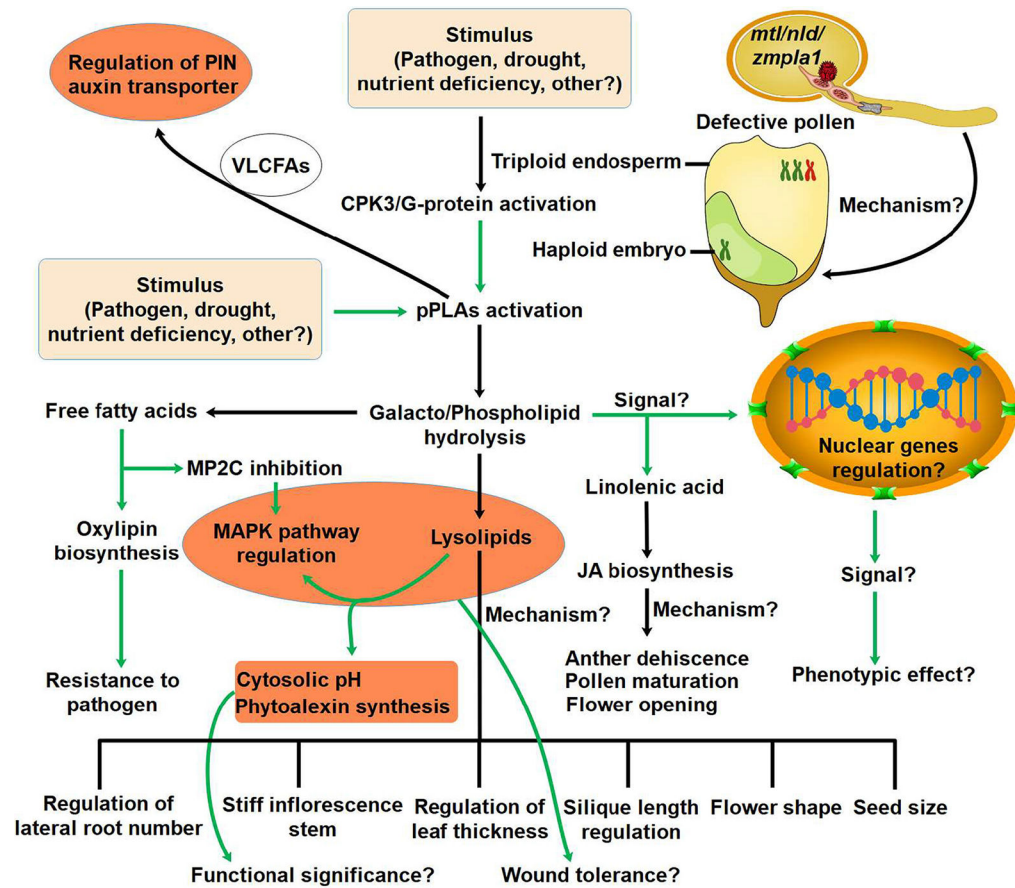 Regulation of PIN
auxin transporter
Stimulus
(Pathogen, drought,
nutrient deficiency, other?)
mtl/nld/
zmpla1
Defective pollen
VLCFAs
Triploid endosperm
CPK3/G-protein activation
Mechanism?
Haploid embryo
Stimulus
(Pathogen, drought,
nutrient deficiency, other?)
pPLAs activation
Free fatty acids
Galacto/Phospholipid
hydrolysis
Signal?
Nuclear genes
regulation?
MP2C inhibition
Linolenic acid
Oxylipin
biosynthesis
MAPK pathway
regulation
Lysolipids
JA biosynthesis
Signal?
Mechanism?
Mechanism?
Resistance to
pathogen
Cytosolic pH
Phytoalexin synthesis
Anther dehiscence
Pollen maturation
Flower opening
Phenotypic effect?
Regulation of
lateral root number
Stiff inflorescence
stem
Regulation of
leaf thickness
Silique length
regulation
Flower shape
Seed size
Functional significance?
Wound tolerance?